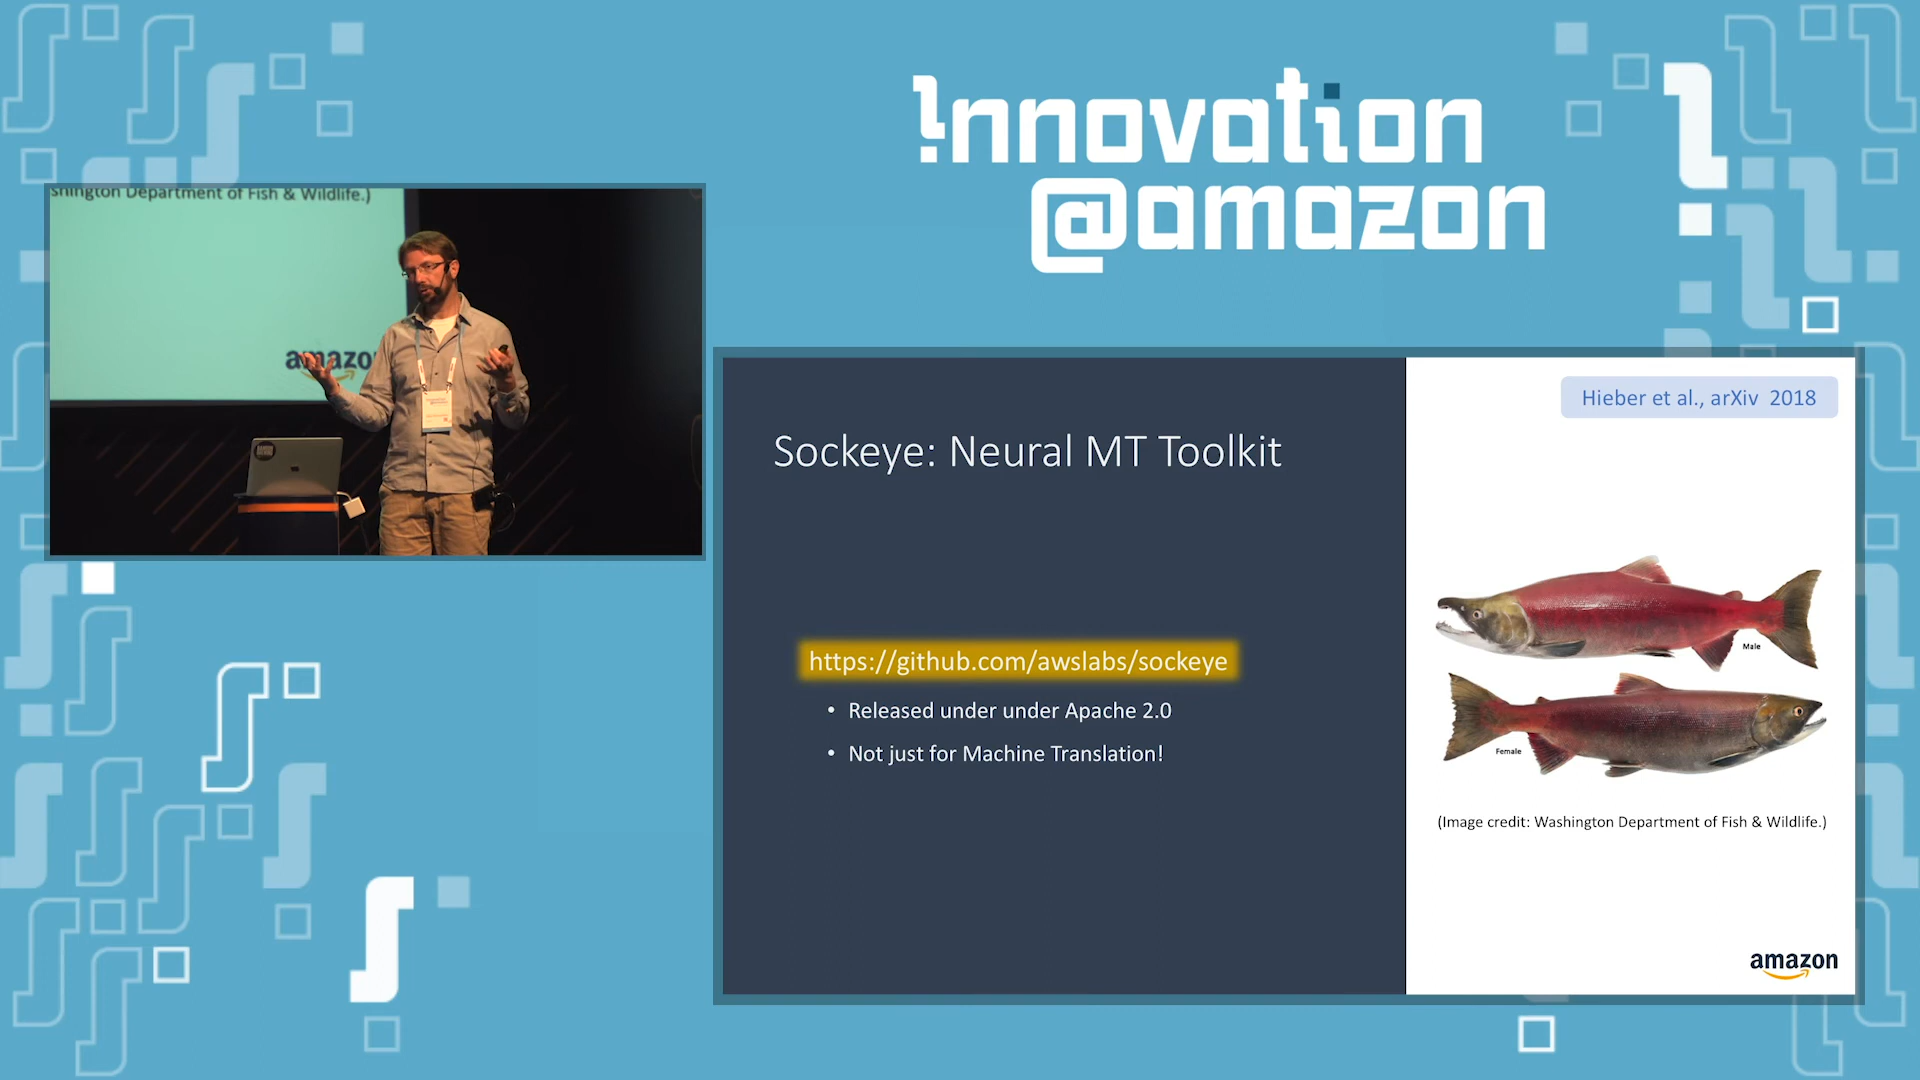 Innovation
@amazon
shington Department of Fish & Wildlife.)
amazon
Hieber et al., arXiv 2018
Sockeye: Neural MT Toolkit
https://github.com/awslabs/sockeye
• Released under under Apache 2.0
• Not just for Machine Translation!
Male
Female
(Image credit: Washington Department of Fish & Wildlife.)
amazon